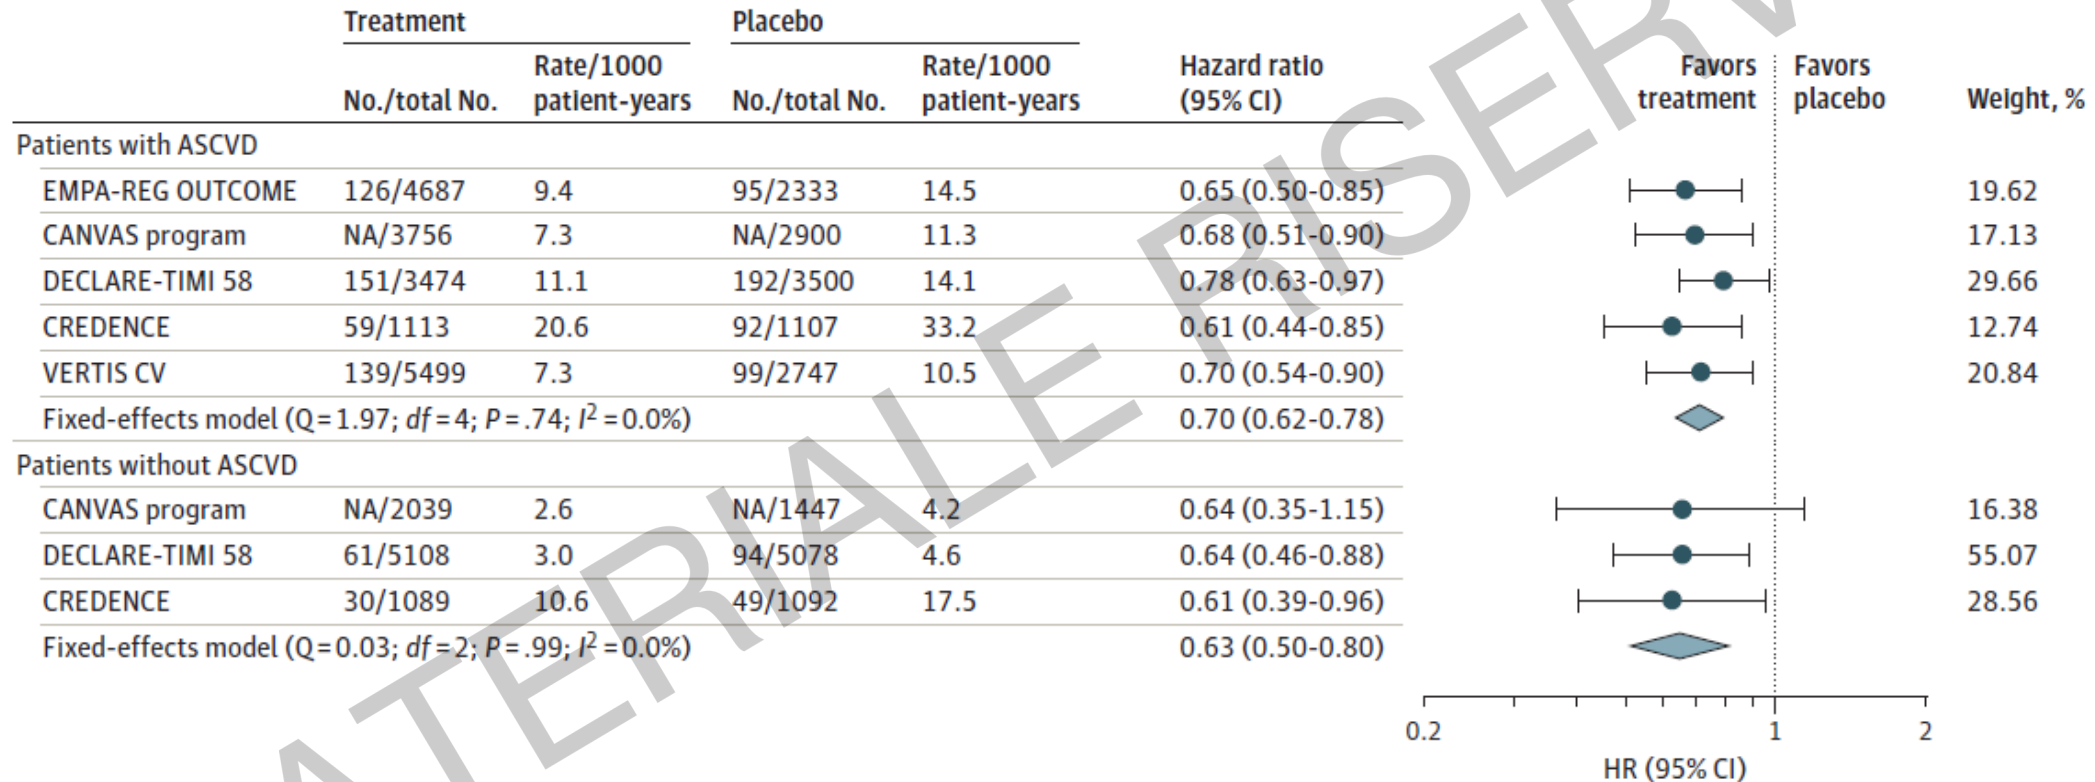 Treatment Placebo
No./total No. Rate/1000 patient-years No./total No. Rate/1000 patient-years Hazard ratio (95% CI) Favors treatment Favors placebo Weight, %
Patients with ASCVD
EMPA-REG OUTCOME 126/4687 9.4 95/2333 14.5 0.65 (0.50-0.85) 19.62
CANVAS program NA/3756 7.3 NA/2900 11.3 0.68 (0.51-0.90) 17.13
DECLARE-TIMI 58 151/3474 11.1 192/3500 14.1 0.78 (0.63-0.97) 29.66
CREDENCE 59/1113 20.6 92/1107 33.2 0.61 (0.44-0.85) 12.74
VERTIS CV 139/5499 7.3 99/2747 10.5 0.70 (0.54-0.90) 20.84
Fixed-effects model (Q=1.97; df=4; P=.74; I²=0.0%) 0.70 (0.62-0.78)
Patients without ASCVD
CANVAS program NA/2039 2.6 NA/1447 4.2 0.64 (0.35-1.15) 16.38
DECLARE-TIMI 58 61/5108 3.0 94/5078 4.6 0.64 (0.46-0.88) 55.07
CREDENCE 30/1089 10.6 49/1092 17.5 0.61 (0.39-0.96) 28.56
Fixed-effects model (Q=0.03; df=2; P=.99; I²=0.0%) 0.63 (0.50-0.80)
0.2 1 2
HR (95% CI)
ATERIALE RISERV